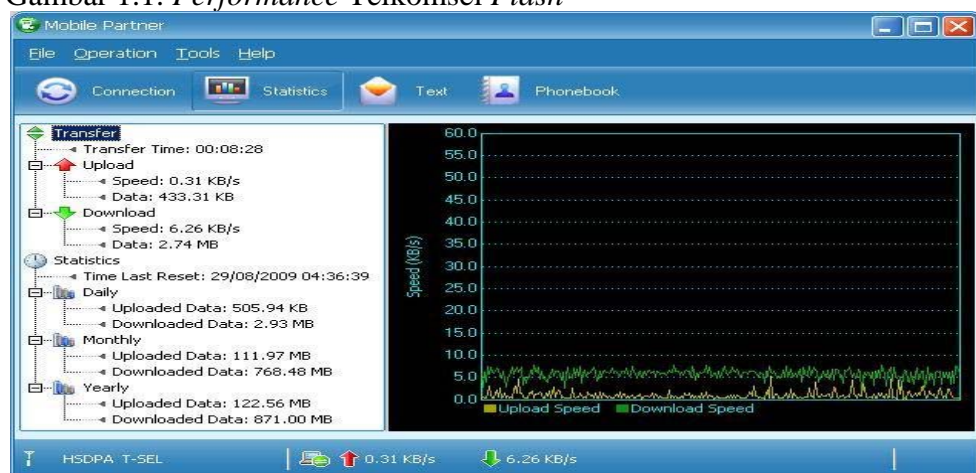 Gambar 1.1. Performance Telkomsel Flash
Mobile Partner
File Operation Tools Help
Connection Statistics Text Phonebook
Transfer
Transfer Time: 00:08:28
Upload
Speed: 0.31 KB/s
Data: 433.31 KB
Download
Speed: 6.26 KB/s
Data: 2.74 MB
Statistics
Time Last Reset: 29/08/2009 04:36:39
Daily
Uploaded Data: 505.94 KB
Downloaded Data: 2.93 MB
Monthly
Uploaded Data: 111.97 MB
Downloaded Data: 768.48 MB
Yearly
Uploaded Data: 122.56 MB
Downloaded Data: 871.00 MB
Speed (KB/s)
60.0
55.0
50.0
45.0
40.0
35.0
30.0
25.0
20.0
15.0
10.0
5.0
0.0
Upload Speed Download Speed
HSDPA T-SEL 0.31 KB/s 6.26 KB/s